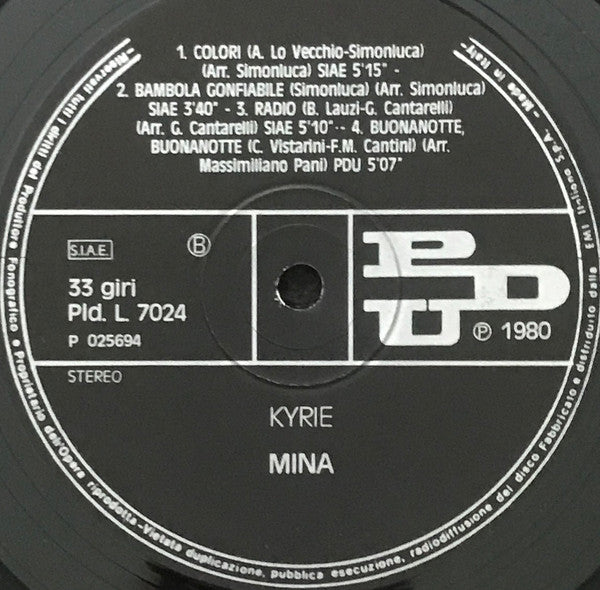 1. COLORI (A. Lo Vecchio-Simonluca)
(Arr. Simonluca) SIAE 5'15" -
2. BAMBOLA GONFIABILE (Simonluca) (Arr. Simonluca)
SIAE 3'40" - 3. RADIO (B. Lauzi-G. Cantarelli)
(Arr. G. Cantarelli) SIAE 5'10"-- 4. BUONANOTTE,
BUONANOTTE (C. Vistarini-F.M. Cantini) (Arr.
Massimiliano Pani) PDU 5'07"
S.I.A.E.
B
33 giri
Pld. L 7024
P 025694
STEREO
PDU
℗ 1980
KYRIE
MINA
-Riservati tutti i diritti del Produttore Fonografico e Proprietario dell'Opera riprodotta-Vietata duplicazione, pubblica esecuzione, radiodiffusione del disco Fabbricato e distribuito dalla EMI Italiana S.p.A. - Made in Italy-